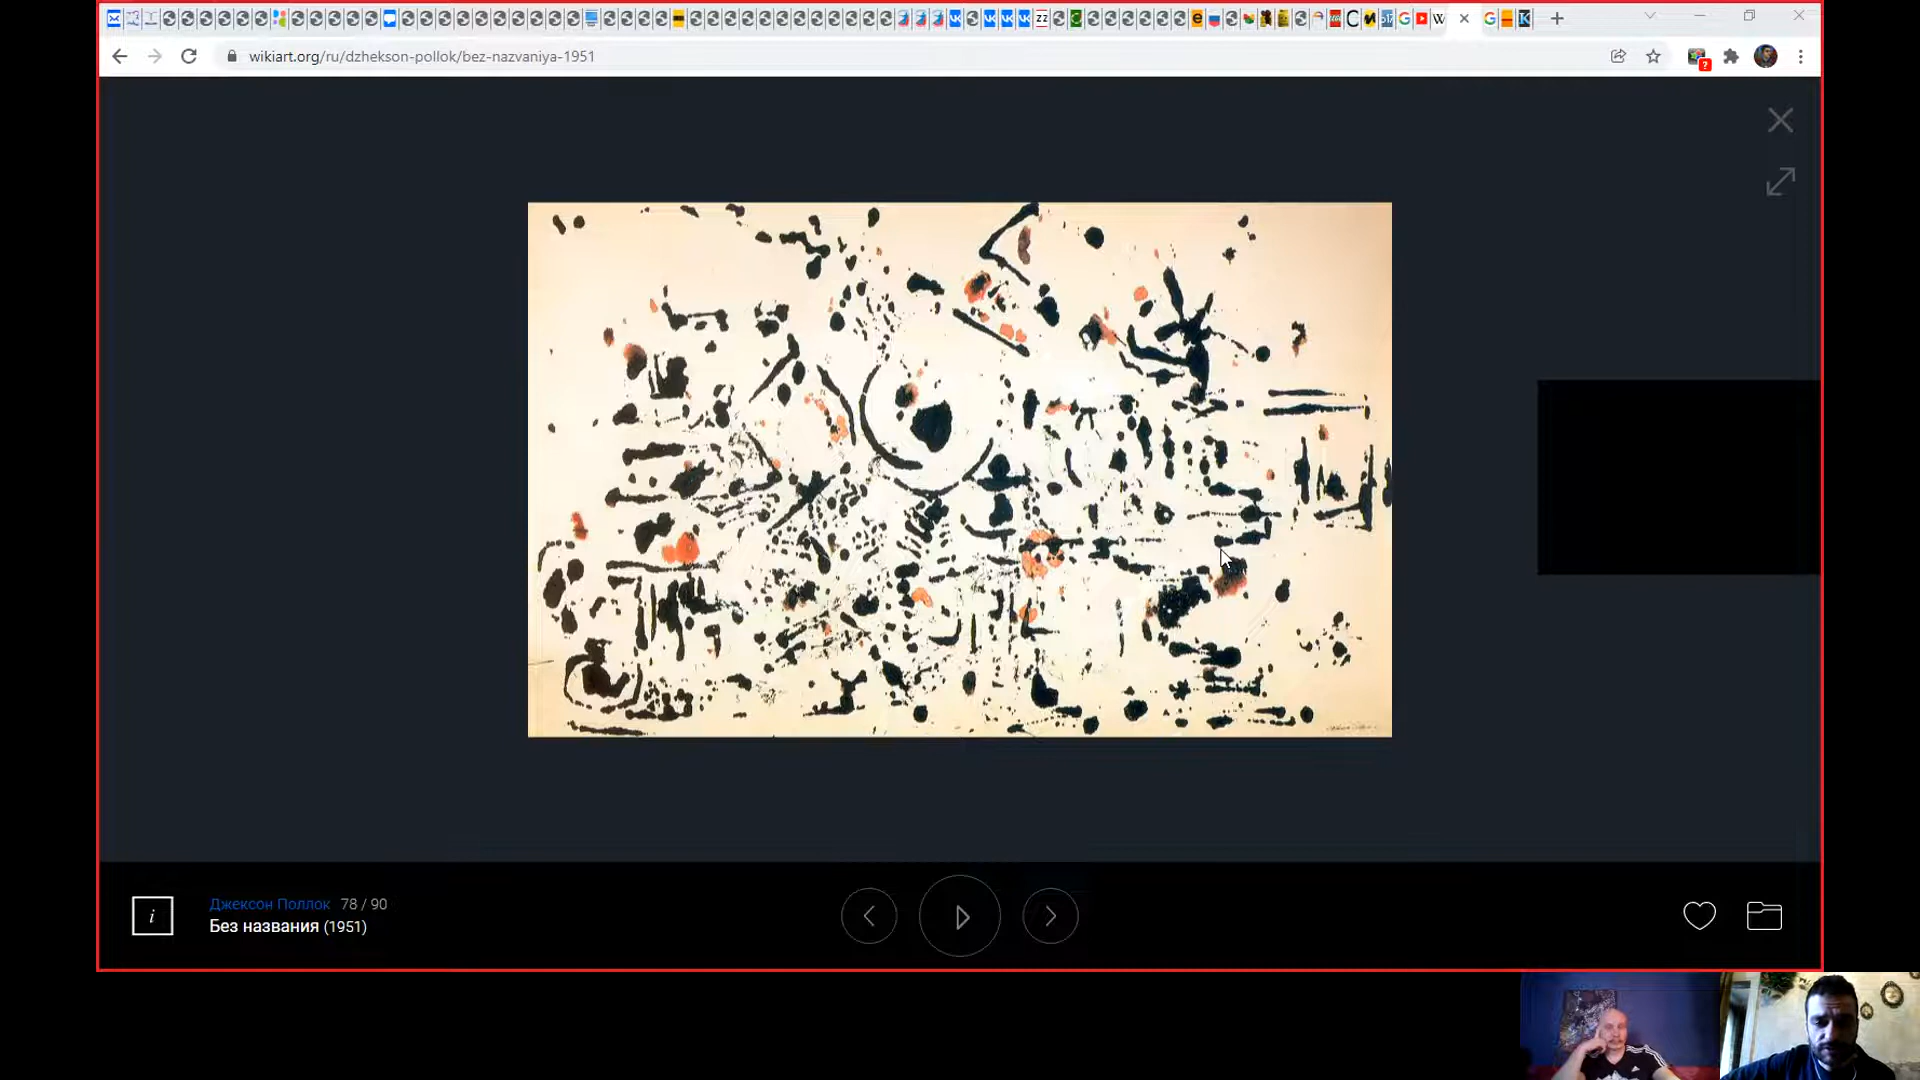 wikiart.org/ru/dzhekson-pollok/bez-nazvaniya-1951
Джексон Поллок 78 / 90
Без названия (1951)